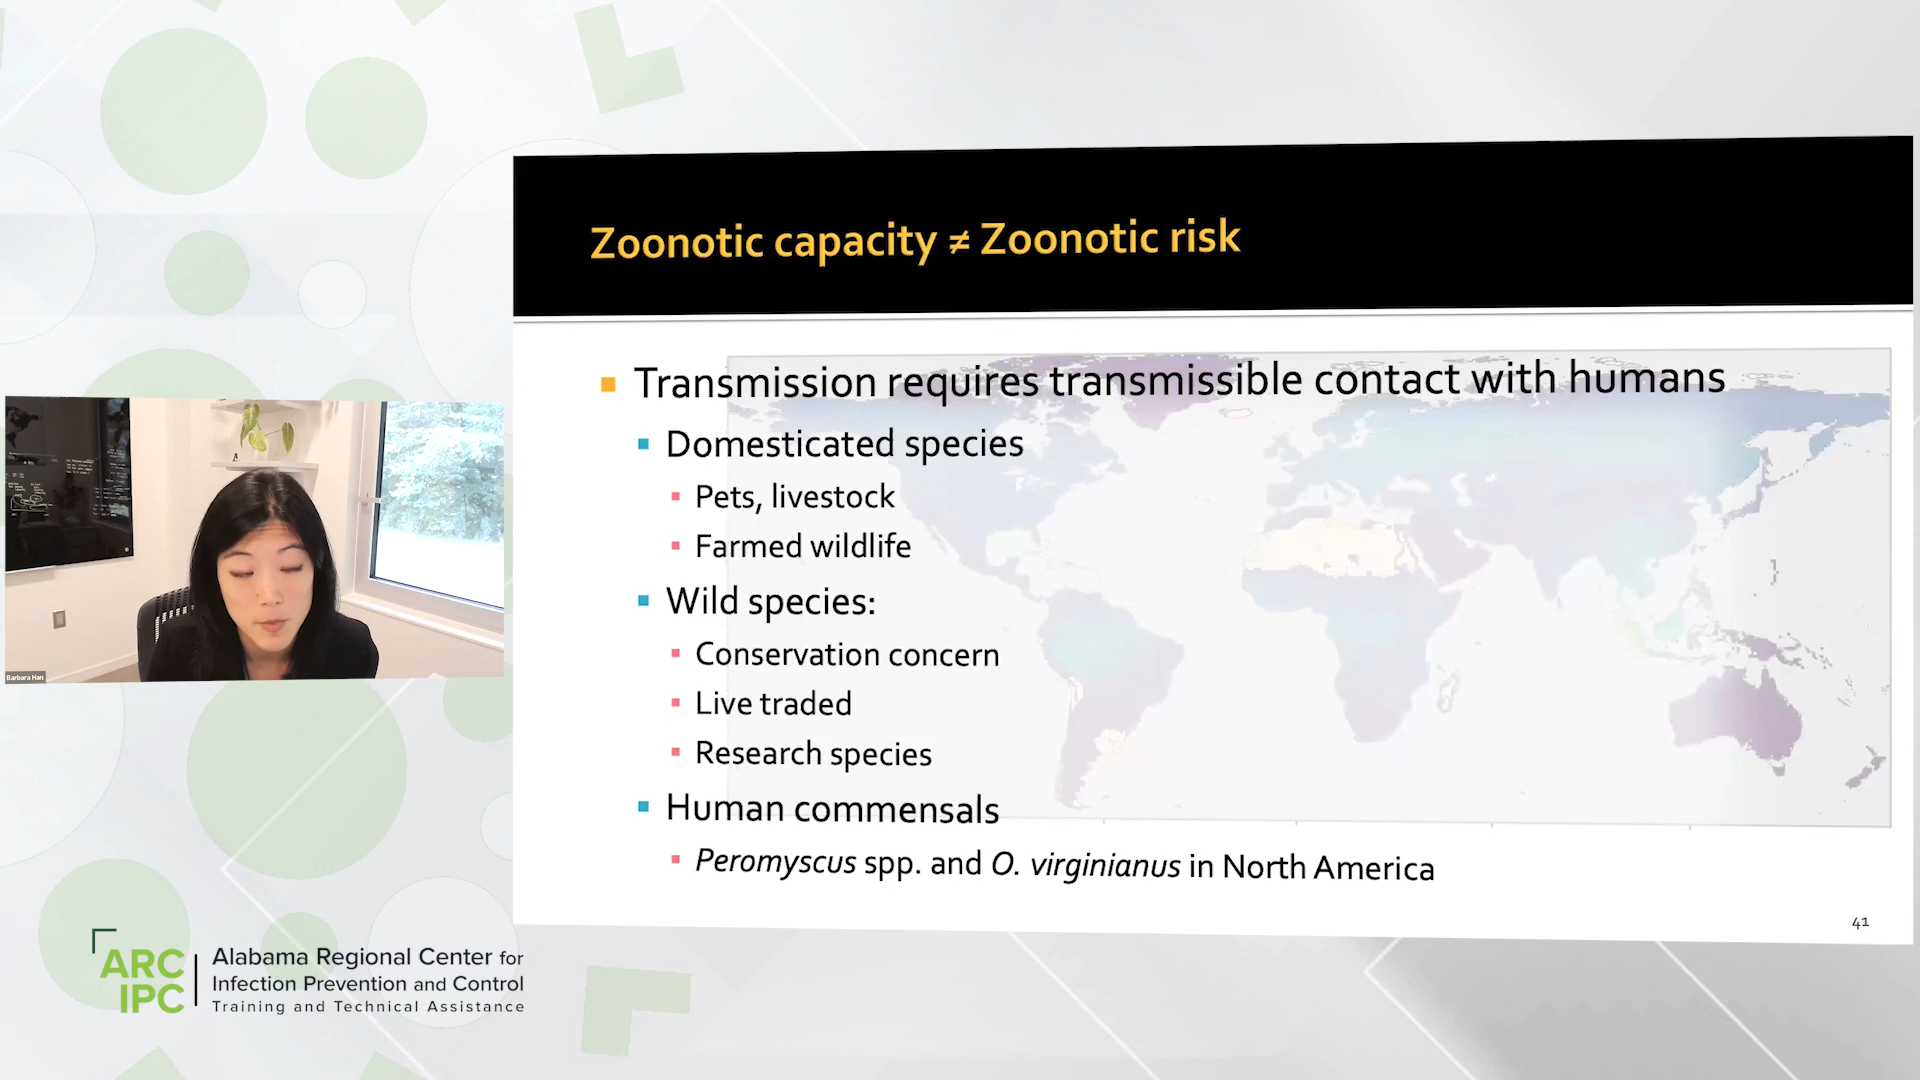 Zoonotic capacity ≠ Zoonotic risk
Transmission requires transmissible contact with humans
Domesticated species
Pets, livestock
Farmed wildlife
Wild species:
Conservation concern
Live traded
Research species
Human commensals
Peromyscus spp. and O. virginianus in North America
41
Barbara Han
ARC
IPC
Alabama Regional Center for
Infection Prevention and Control
Training and Technical Assistance